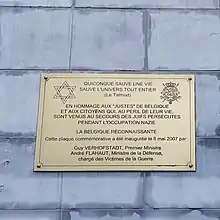 QUICONQUE SAUVE UNE VIE
SAUVE L'UNIVERS TOUT ENTIER
(Le Talmud)
EN HOMMAGE AUX "JUSTES" DE BELGIQUE
ET AUX CITOYENS QUI AU PERIL DE LEUR VIE,
SONT VENUS AU SECOURS DES JUIFS PERSECUTES
PENDANT L'OCCUPATION NAZIE
LA BELGIQUE RECONNAISSANTE
Cette plaque commémorative a été inaugurée le 8 mai 2007 par
Guy VERHOFSTADT, Premier Ministre
André FLAHAUT, Ministre de la Défense,
chargé des Victimes de la Guerre.